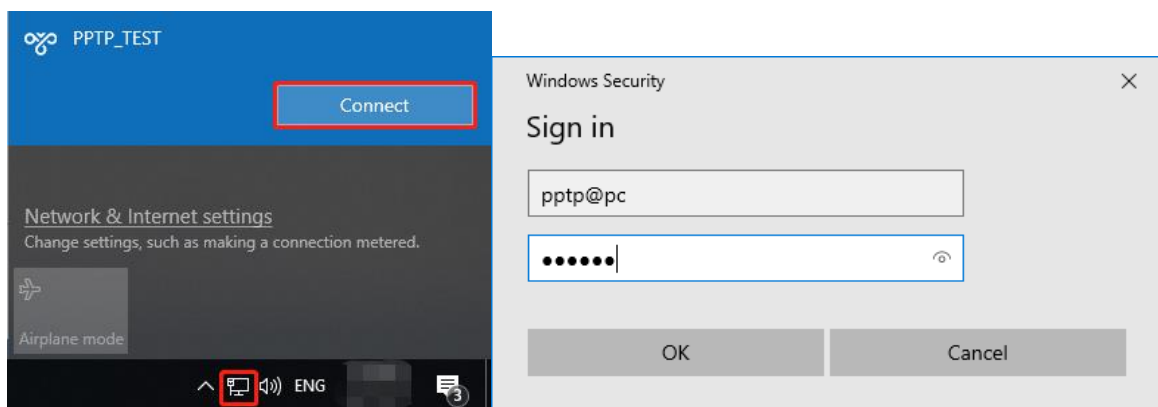 PPTP_TEST
Connect
Network & Internet settings
Change settings, such as making a connection metered.
Airplane mode
ENG
3
Windows Security
Sign in
pptp@pc
••••••
OK
Cancel